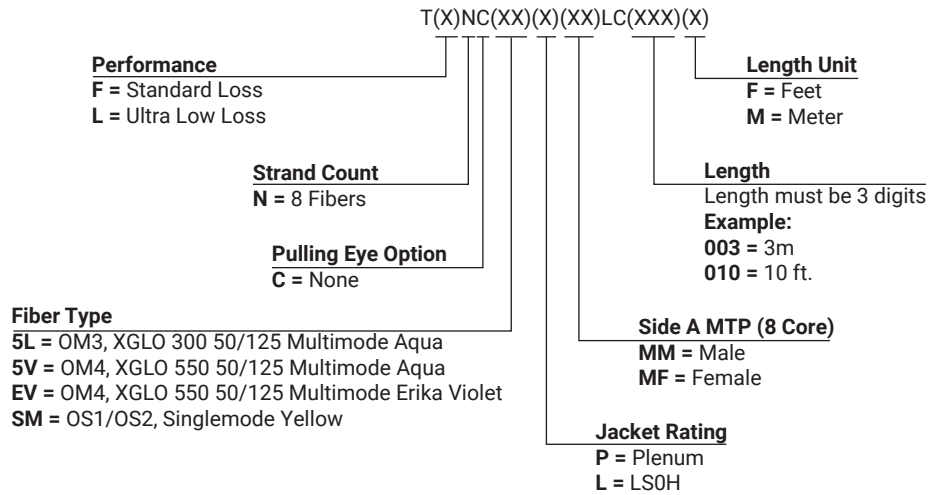 T(X)NC(XX)(X)(XX)LC(XXX)(X)
Performance
F = Standard Loss
L = Ultra Low Loss
Strand Count
N = 8 Fibers
Pulling Eye Option
C = None
Fiber Type
5L = OM3, XGLO 300 50/125 Multimode Aqua
5V = OM4, XGLO 550 50/125 Multimode Aqua
EV = OM4, XGLO 550 50/125 Multimode Erika Violet
SM = OS1/OS2, Singlemode Yellow
Length Unit
F = Feet
M = Meter
Length
Length must be 3 digits
Example:
003 = 3m
010 = 10 ft.
Side A MTP (8 Core)
MM = Male
MF = Female
Jacket Rating
P = Plenum
L = LS0H